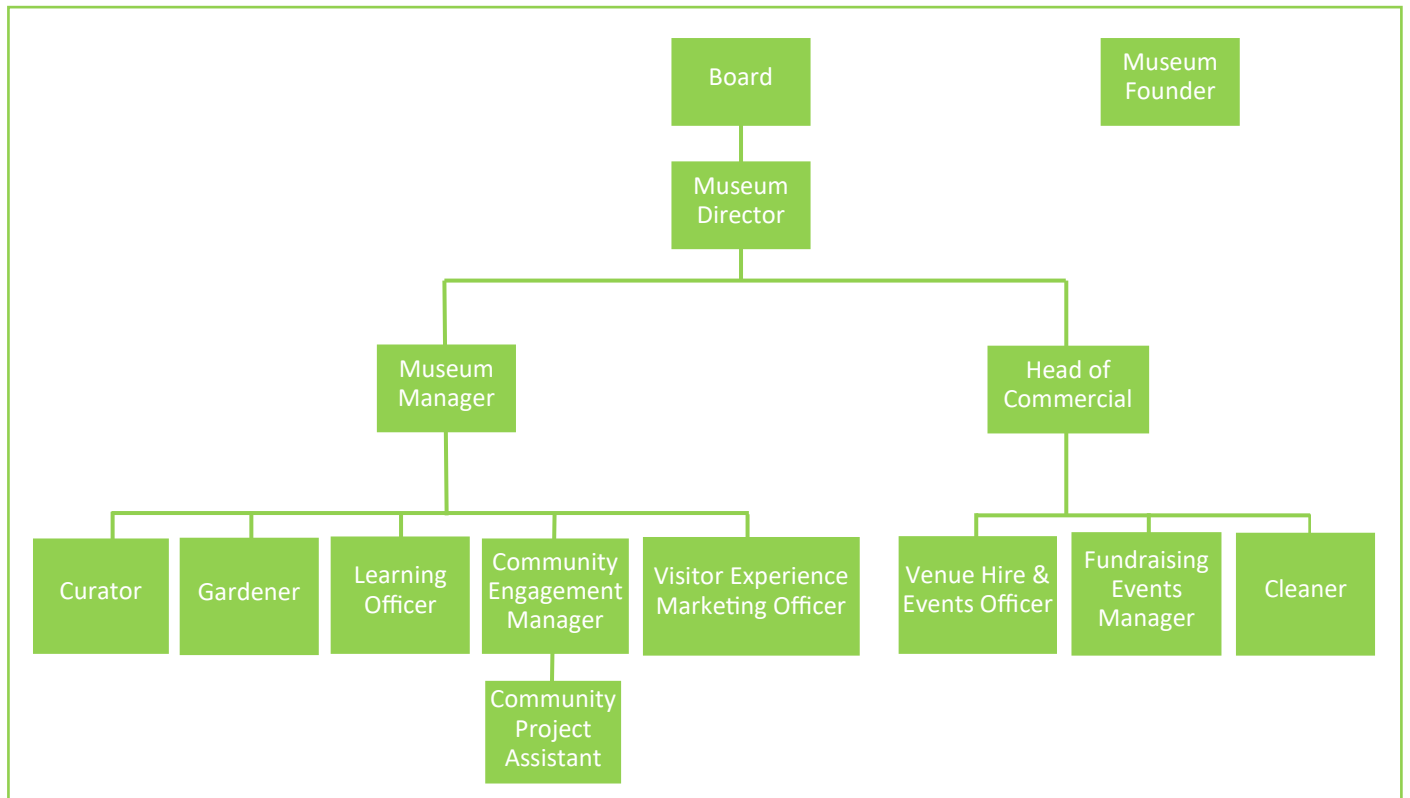 Board
Museum
Founder
Museum
Director
Museum
Manager
Head of
Commercial
Curator
Gardener
Learning
Officer
Community
Engagement
Manager
Visitor Experience
Marketing Officer
Venue Hire &
Events Officer
Fundraising
Events
Manager
Cleaner
Community
Project
Assistant